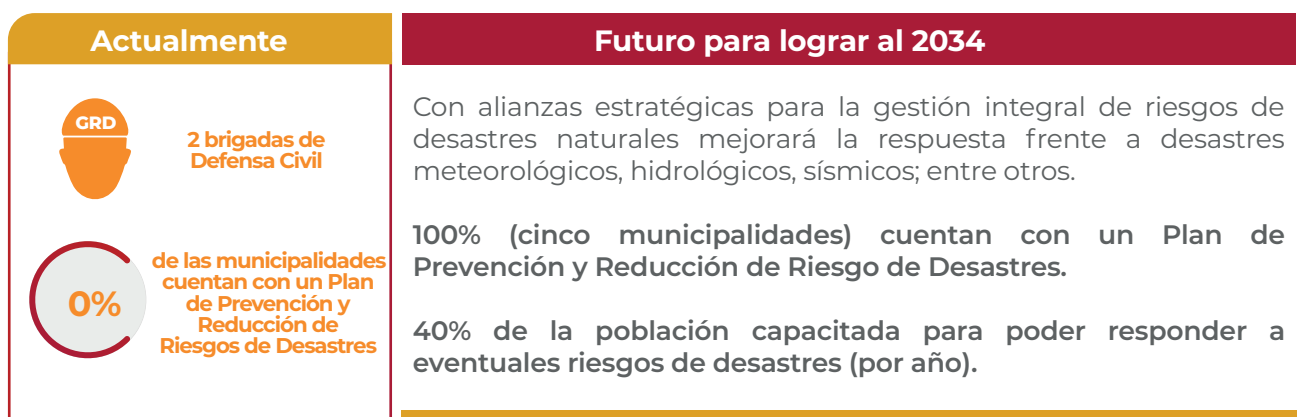 Actualmente
GRD
2 brigadas de
Defensa Civil
0%
de las municipalidades
cuentan con un Plan
de Prevención y
Reducción de
Riesgos de Desastres
Futuro para lograr al 2034
Con alianzas estratégicas para la gestión integral de riesgos de
desastres naturales mejorará la respuesta frente a desastres
meteorológicos, hidrológicos, sísmicos; entre otros.
100% (cinco municipalidades) cuentan con un Plan de
Prevención y Reducción de Riesgo de Desastres.
40% de la población capacitada para poder responder a
eventuales riesgos de desastres (por año).